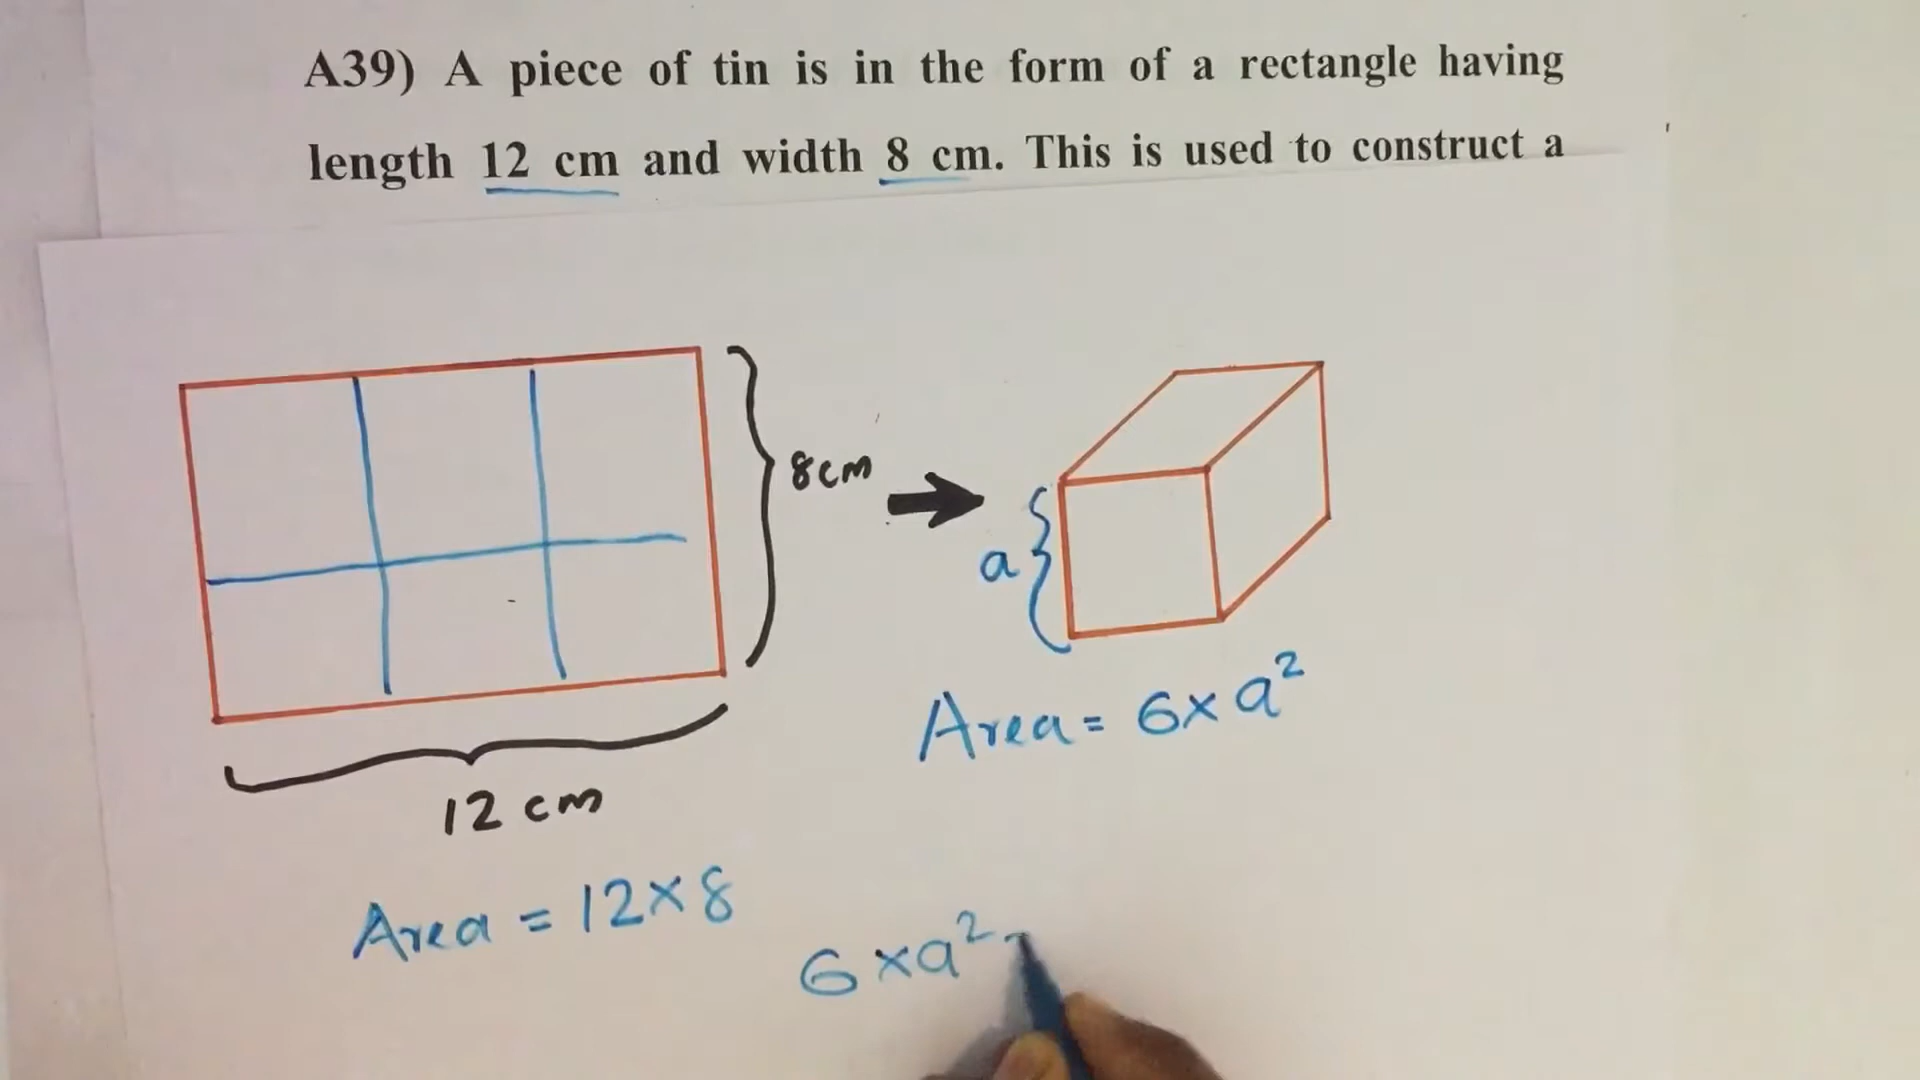 A39) A piece of tin is in the form of a rectangle having
length 12 cm and width 8 cm. This is used to construct a
8cm
a
Area = 6×a²
12 cm
Area = 12×8
6×a²